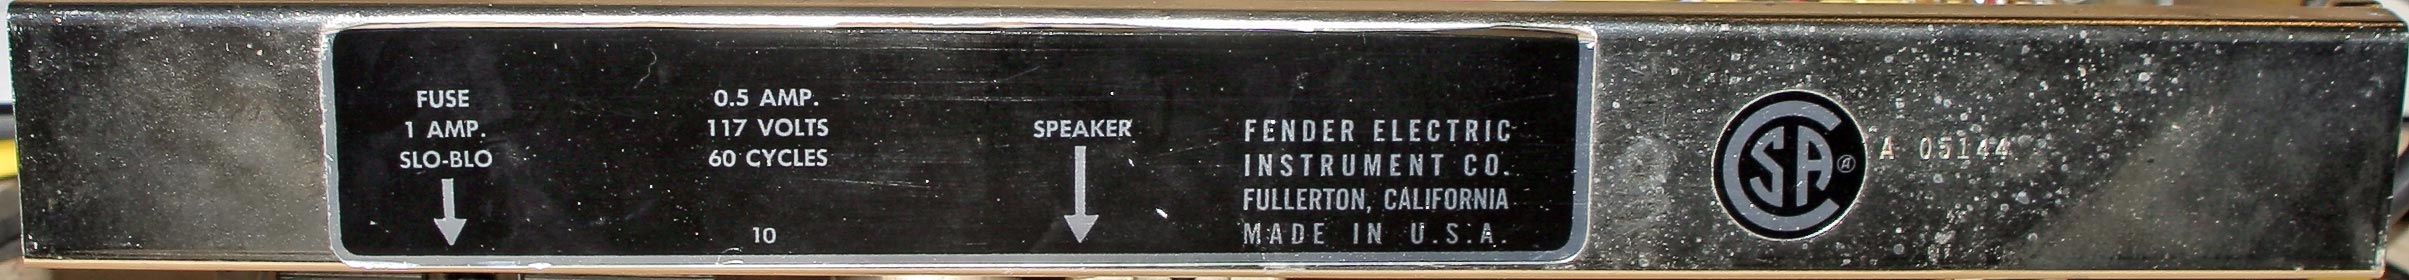 FUSE
1 AMP.
SLO-BLO
0.5 AMP.
117 VOLTS
60 CYCLES
10
SPEAKER
FENDER ELECTRIC
INSTRUMENT CO.
FULLERTON, CALIFORNIA
MADE IN U.S.A.
CSA ®
A 05144